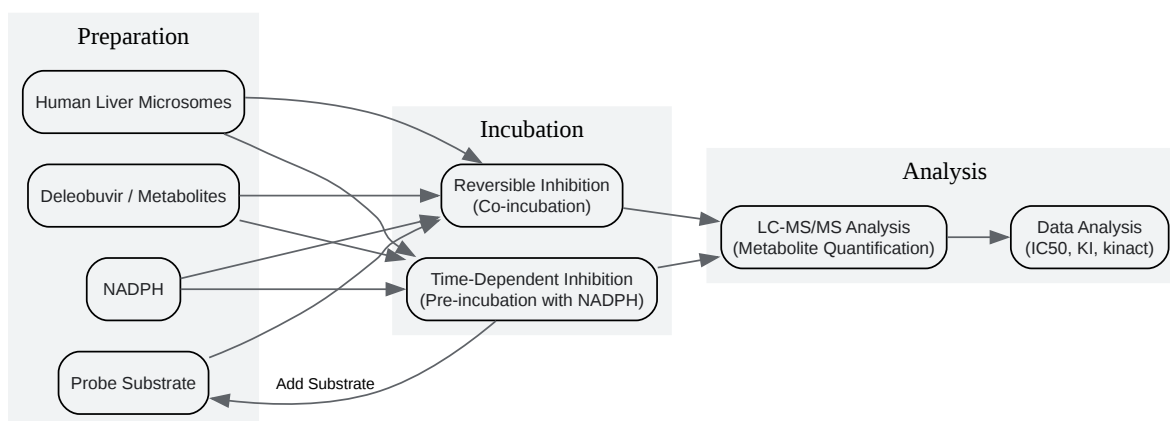 Preparation
Human Liver Microsomes
Deleobuvir / Metabolites
NADPH
Probe Substrate
Add Substrate
Incubation
Reversible Inhibition
(Co-incubation)
Time-Dependent Inhibition
(Pre-incubation with NADPH)
Analysis
LC-MS/MS Analysis
(Metabolite Quantification)
Data Analysis
(IC50, KI, kinact)